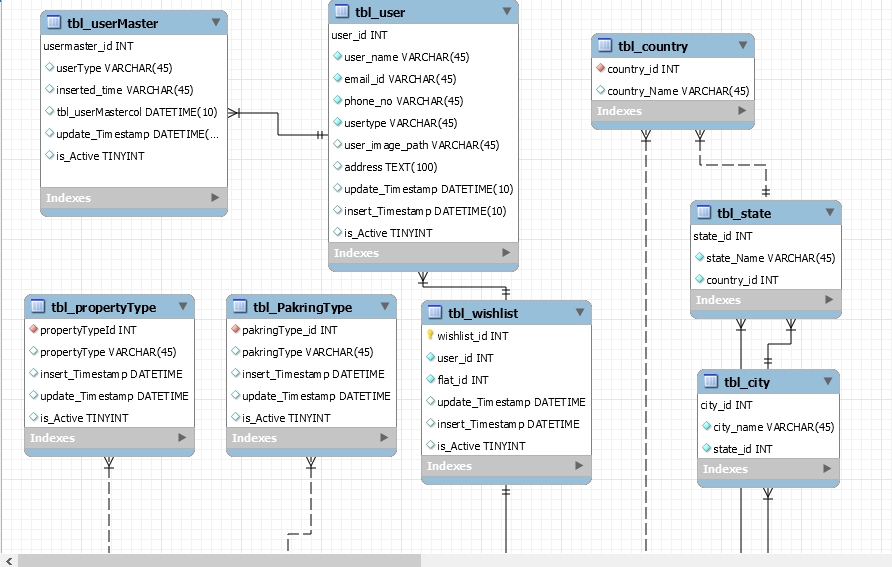 tbl_userMaster
usermaster_id INT
userType VARCHAR(45)
inserted_time VARCHAR(45)
tbl_userMastercol DATETIME(10)
update_Timestamp DATETIME(...
is_Active TINYINT
Indexes
tbl_user
user_id INT
user_name VARCHAR(45)
email_id VARCHAR(45)
phone_no VARCHAR(45)
usertype VARCHAR(45)
user_image_path VARCHAR(45)
address TEXT(100)
update_Timestamp DATETIME(10)
insert_Timestamp DATETIME(10)
is_Active TINYINT
Indexes
tbl_country
country_id INT
country_Name VARCHAR(45)
Indexes
tbl_state
state_id INT
state_Name VARCHAR(45)
country_id INT
Indexes
tbl_propertyType
propertyTypeId INT
propertyType VARCHAR(45)
insert_Timestamp DATETIME
update_Timestamp DATETIME
is_Active TINYINT
Indexes
tbl_PakringType
pakringType_id INT
pakringType VARCHAR(45)
insert_Timestamp DATETIME
update_Timestamp DATETIME
is_Active TINYINT
Indexes
tbl_wishlist
wishlist_id INT
user_id INT
flat_id INT
update_Timestamp DATETIME
insert_Timestamp DATETIME
is_Active TINYINT
Indexes
tbl_city
city_id INT
city_name VARCHAR(45)
state_id INT
Indexes